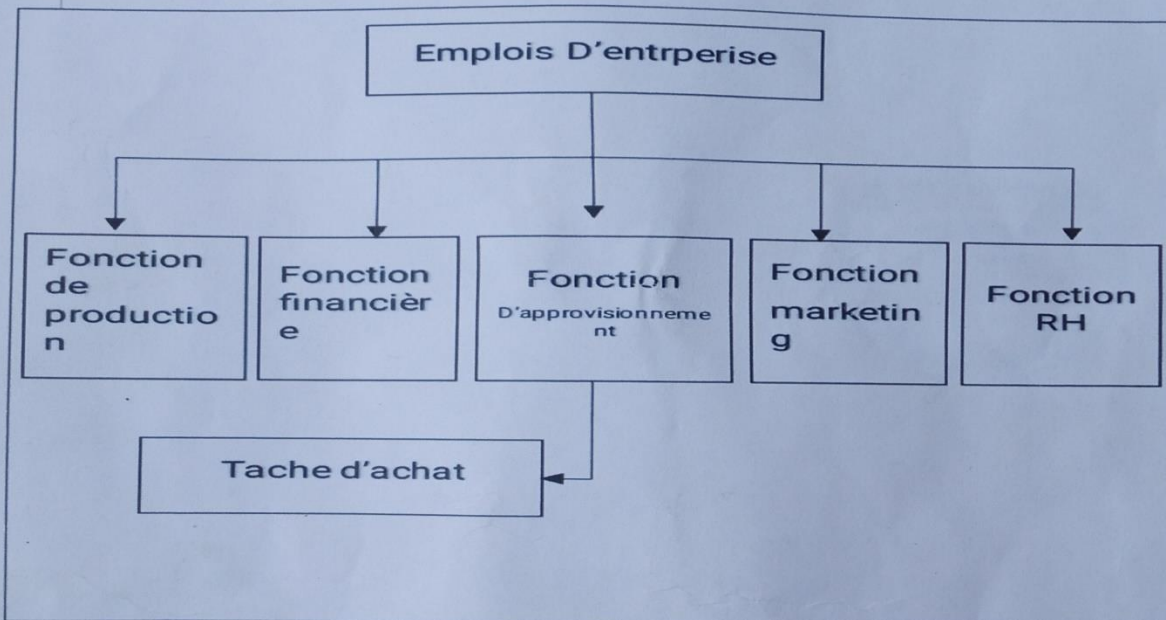 Emplois D'entrperise
Fonction
de
productio
n
Fonction
financièr
e
Fonction
D'approvisionneme
nt
Fonction
marketin
g
Fonction
RH
Tache d'achat